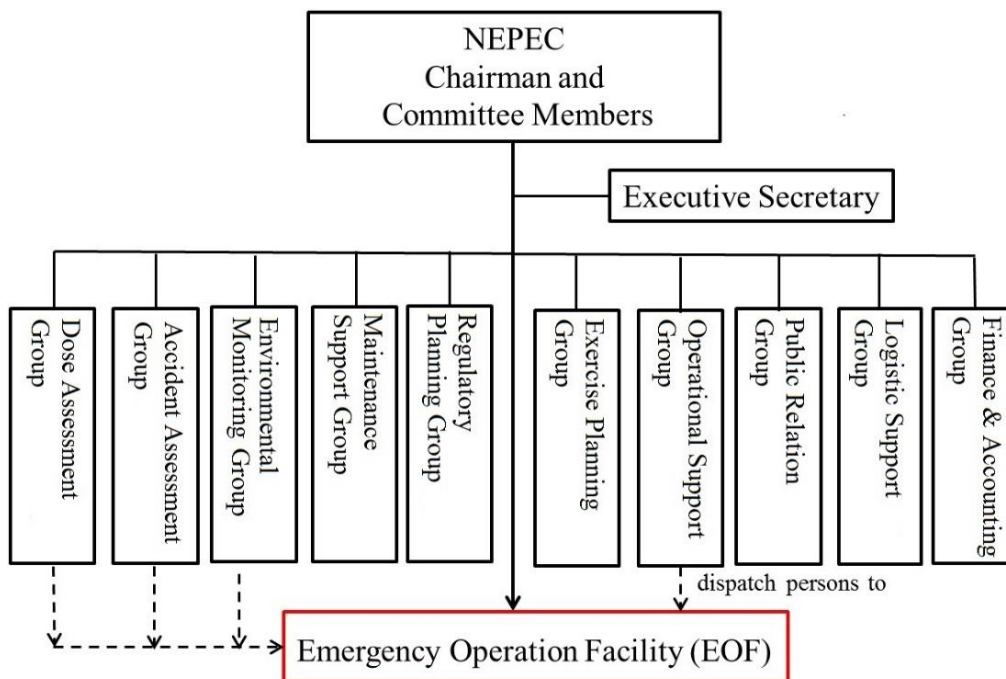 NEPEC
Chairman and
Committee Members
Executive Secretary
Dose Assessment
Group
Accident Assessment
Group
Environmental
Monitoring Group
Maintenance
Support Group
Regulatory
Planning Group
Exercise Planning
Group
Operational Support
Group
Public Relation
Group
Logistic Support
Group
Finance & Accounting
Group
dispatch persons to
Emergency Operation Facility (EOF)